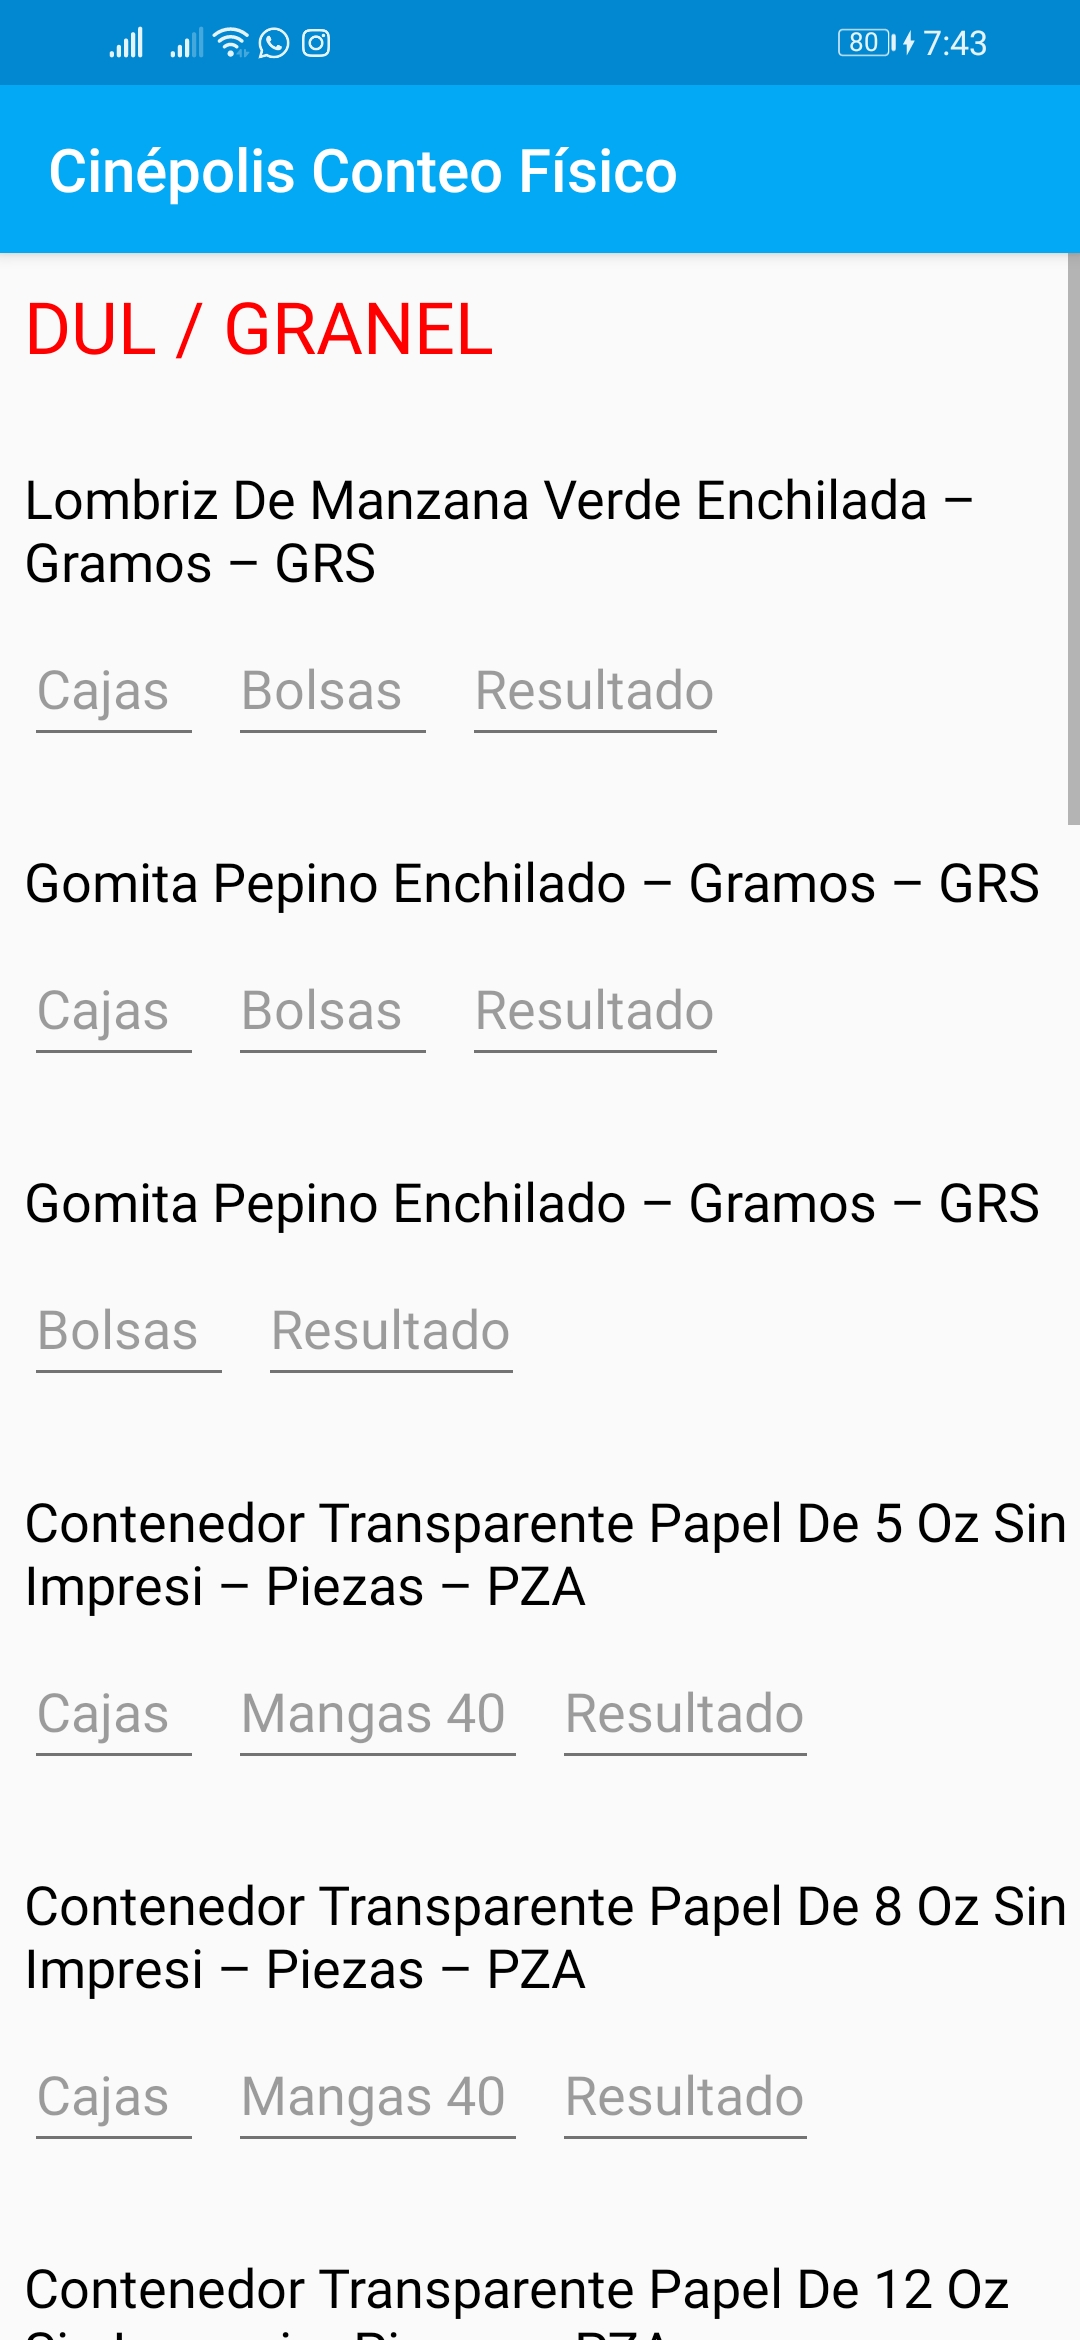 80 7:43
Cinépolis Conteo Físico
DUL / GRANEL
Lombriz De Manzana Verde Enchilada –
Gramos – GRS
Cajas Bolsas Resultado
Gomita Pepino Enchilado – Gramos – GRS
Cajas Bolsas Resultado
Gomita Pepino Enchilado – Gramos – GRS
Bolsas Resultado
Contenedor Transparente Papel De 5 Oz Sin
Impresi – Piezas – PZA
Cajas Mangas 40 Resultado
Contenedor Transparente Papel De 8 Oz Sin
Impresi – Piezas – PZA
Cajas Mangas 40 Resultado
Contenedor Transparente Papel De 12 Oz